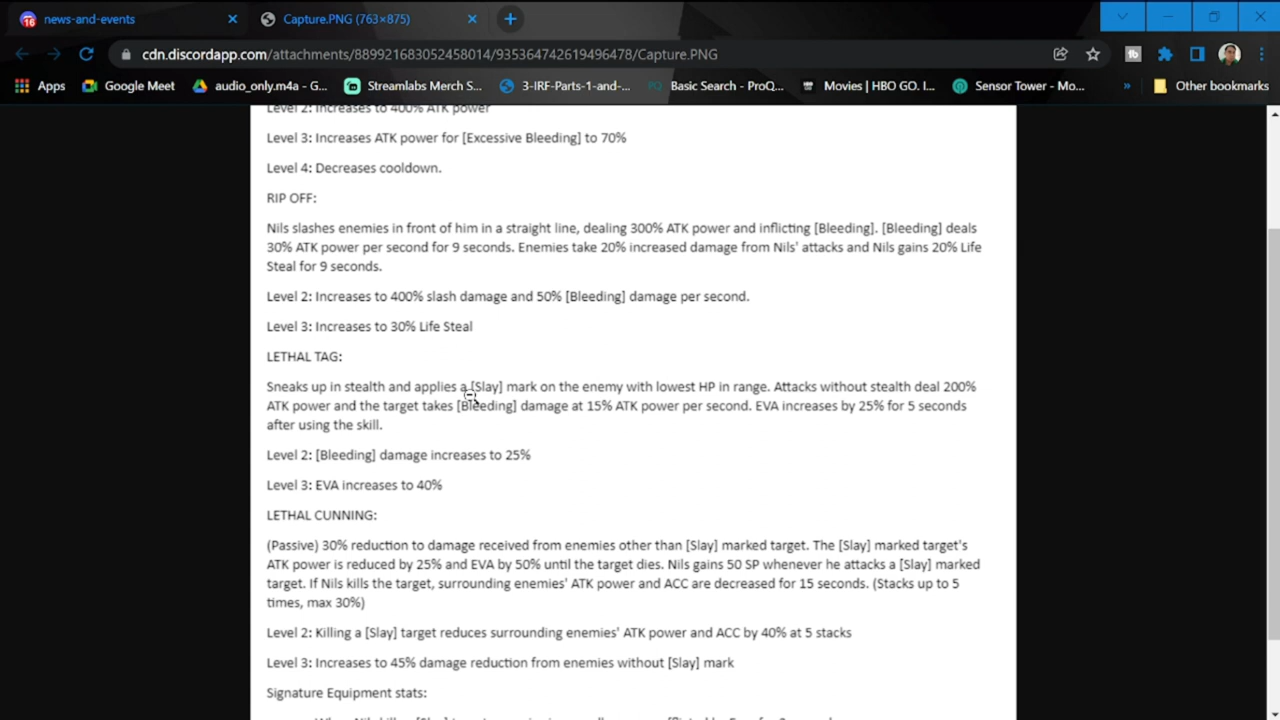 16 news-and-events
Capture.PNG (763×875)
cdn.discordapp.com/attachments/889921683052458014/935364742619496478/Capture.PNG
Apps
Google Meet
audio_only.m4a - G...
Streamlabs Merch S...
3-IRF-Parts-1-and-...
Basic Search - ProQ...
Movies | HBO GO. I...
Sensor Tower - Mo...
»
Other bookmarks
Level 2: Increases to 400% ATK power
Level 3: Increases ATK power for [Excessive Bleeding] to 70%
Level 4: Decreases cooldown.
RIP OFF:
Nils slashes enemies in front of him in a straight line, dealing 300% ATK power and inflicting [Bleeding]. [Bleeding] deals
30% ATK power per second for 9 seconds. Enemies take 20% increased damage from Nils' attacks and Nils gains 20% Life
Steal for 9 seconds.
Level 2: Increases to 400% slash damage and 50% [Bleeding] damage per second.
Level 3: Increases to 30% Life Steal
LETHAL TAG:
Sneaks up in stealth and applies a [Slay] mark on the enemy with lowest HP in range. Attacks without stealth deal 200%
ATK power and the target takes [Bleeding] damage at 15% ATK power per second. EVA increases by 25% for 5 seconds
after using the skill.
Level 2: [Bleeding] damage increases to 25%
Level 3: EVA increases to 40%
LETHAL CUNNING:
(Passive) 30% reduction to damage received from enemies other than [Slay] marked target. The [Slay] marked target's
ATK power is reduced by 25% and EVA by 50% until the target dies. Nils gains 50 SP whenever he attacks a [Slay] marked
target. If Nils kills the target, surrounding enemies' ATK power and ACC are decreased for 15 seconds. (Stacks up to 5
times, max 30%)
Level 2: Killing a [Slay] target reduces surrounding enemies' ATK power and ACC by 40% at 5 stacks
Level 3: Increases to 45% damage reduction from enemies without [Slay] mark
Signature Equipment stats: